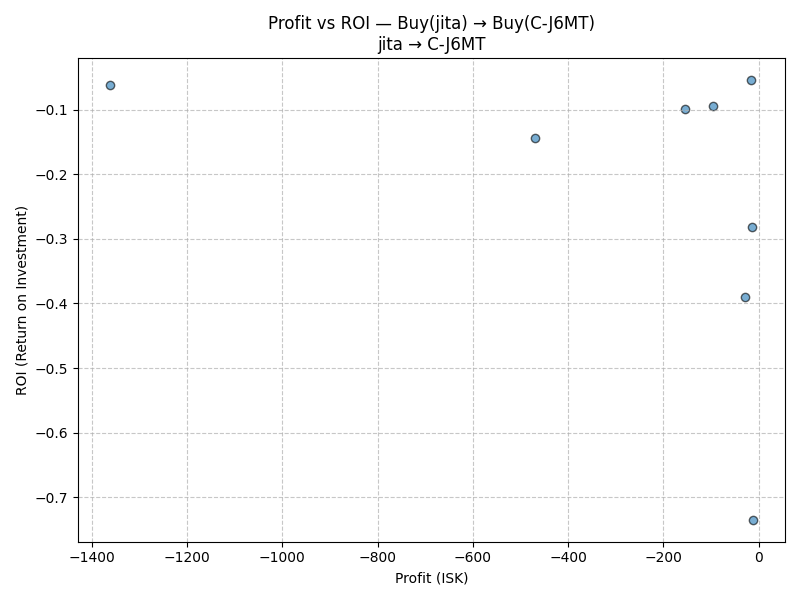 Profit vs ROI — Buy(jita) → Buy(C-J6MT)
jita → C-J6MT
ROI (Return on Investment)
−0.1
−0.2
−0.3
−0.4
−0.5
−0.6
−0.7
−1400 −1200 −1000 −800 −600 −400 −200 0
Profit (ISK)